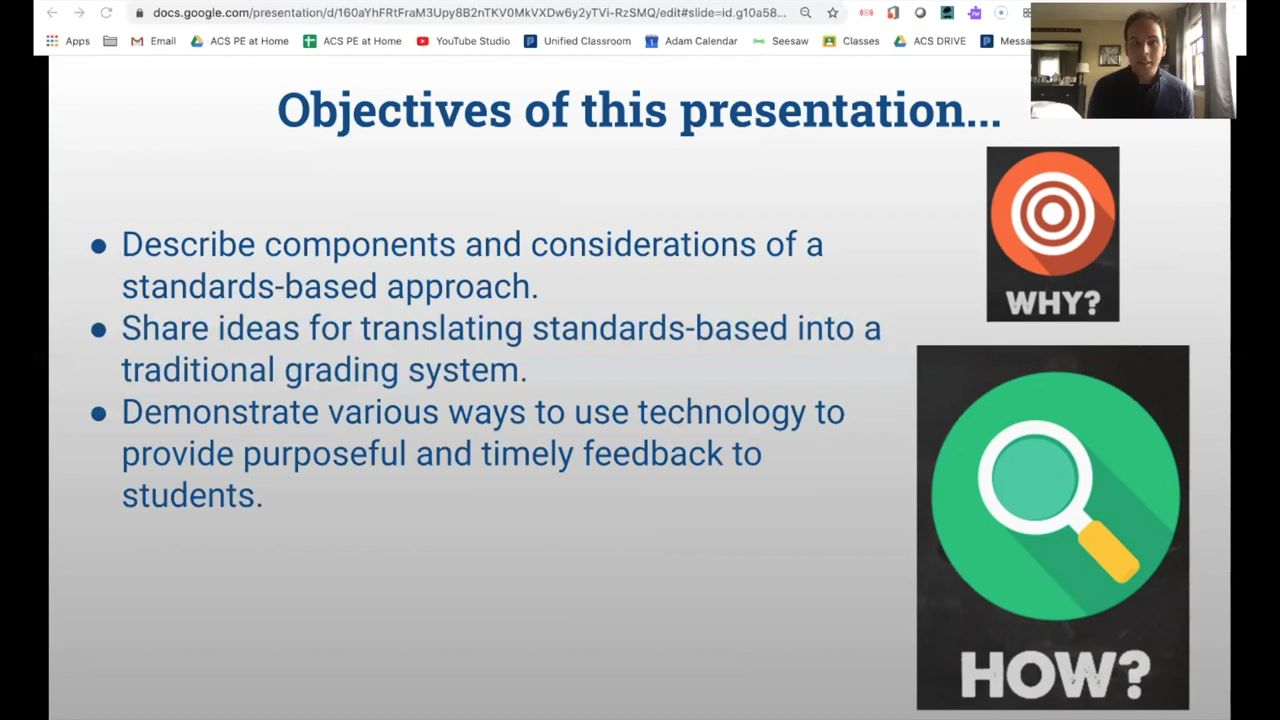 docs.google.com/presentation/d/160aYhFRtFraM3Upy8B2nTKV0MkVXDw6y2yTVi-RzSMQ/edit#slide=id.g10a58...
Apps Email ACS PE at Home ACS PE at Home YouTube Studio Unified Classroom Adam Calendar Seesaw Classes ACS DRIVE Messa
Objectives of this presentation...
● Describe components and considerations of a
standards-based approach.
● Share ideas for translating standards-based into a
traditional grading system.
● Demonstrate various ways to use technology to
provide purposeful and timely feedback to
students.
WHY?
HOW?